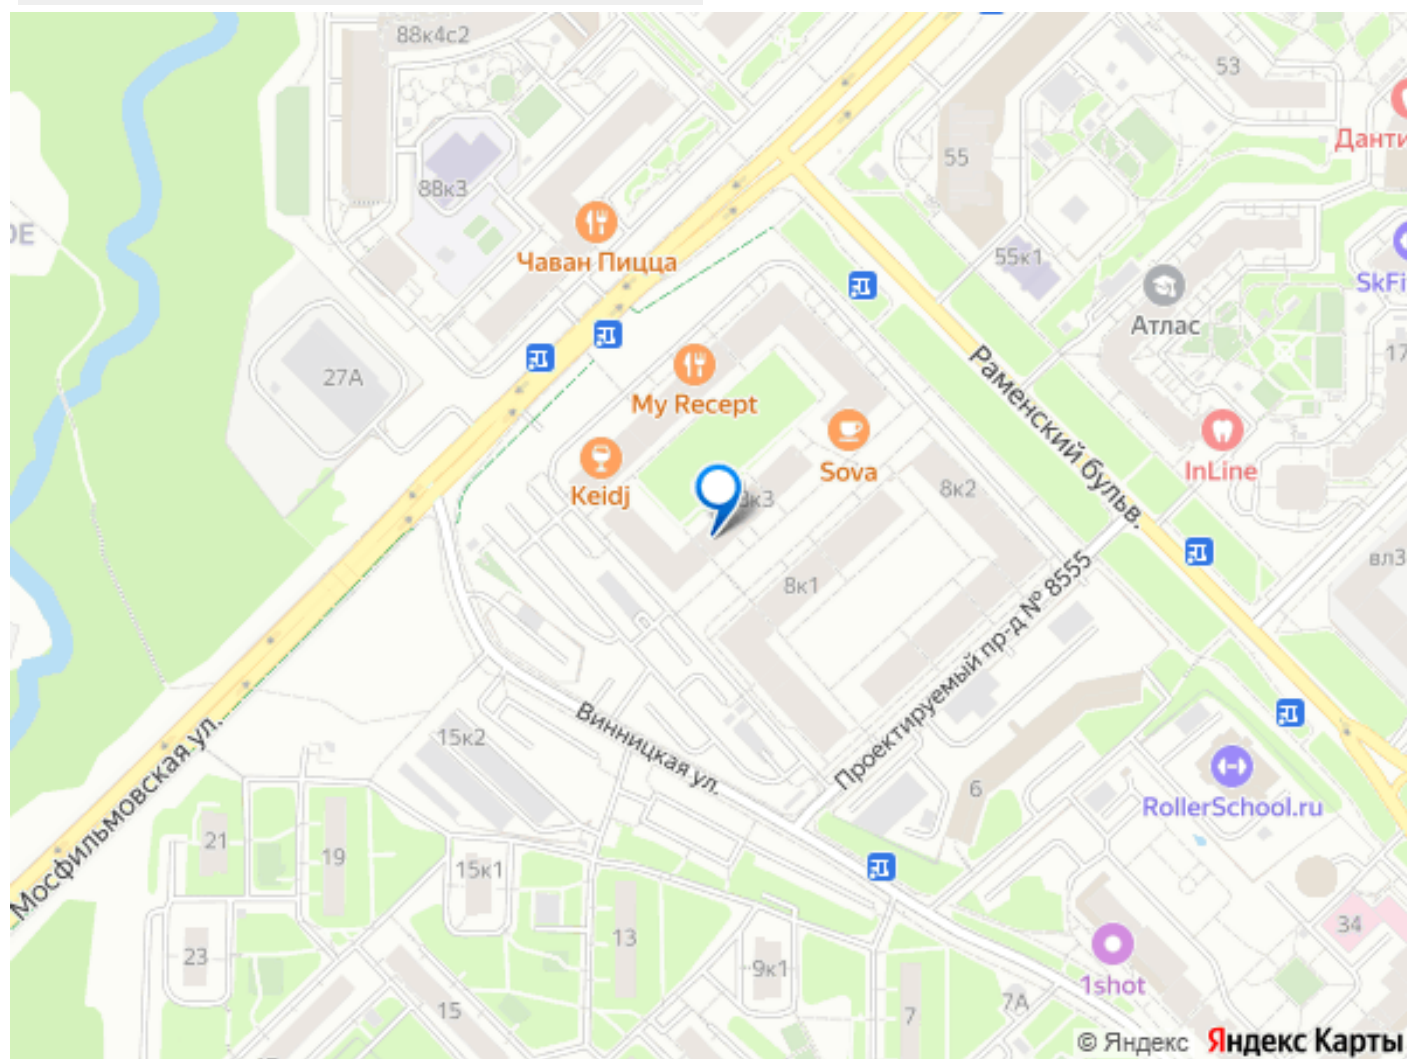 88к4с2
53
Данти
55
88к3
ОЕ
Чаван Пицца
55к1
SkFi
Атлас
27А
17
My Recept
Раменский бульв.
InLine
Sova
Keidj
8к2
8к3
вл3
8к1
Проектируемый пр-д № 8555
Винницкая ул.
15к2
Мосфильмовская ул.
6
RollerSchool.ru
21
19
15к1
34
13
23
9к1
1shot
7А
15
7
© Яндекс Яндекс Карты